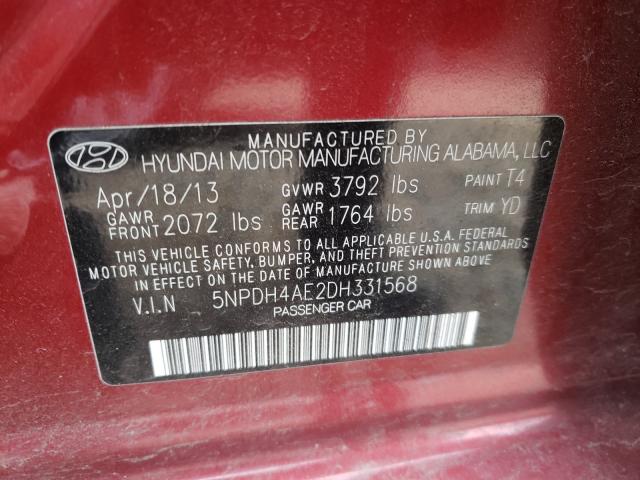 MANUFACTURED BY
HYUNDAI MOTOR MANUFACTURING ALABAMA, LLC
Apr/18/13 GVWR 3792 lbs PAINT T4
GAWR FRONT 2072 lbs GAWR REAR 1764 lbs TRIM YD
THIS VEHICLE CONFORMS TO ALL APPLICABLE U.S.A. FEDERAL
MOTOR VEHICLE SAFETY, BUMPER, AND THEFT PREVENTION STANDARDS
IN EFFECT ON THE DATE OF MANUFACTURE SHOWN ABOVE.
V.I.N 5NPDH4AE2DH331568
PASSENGER CAR